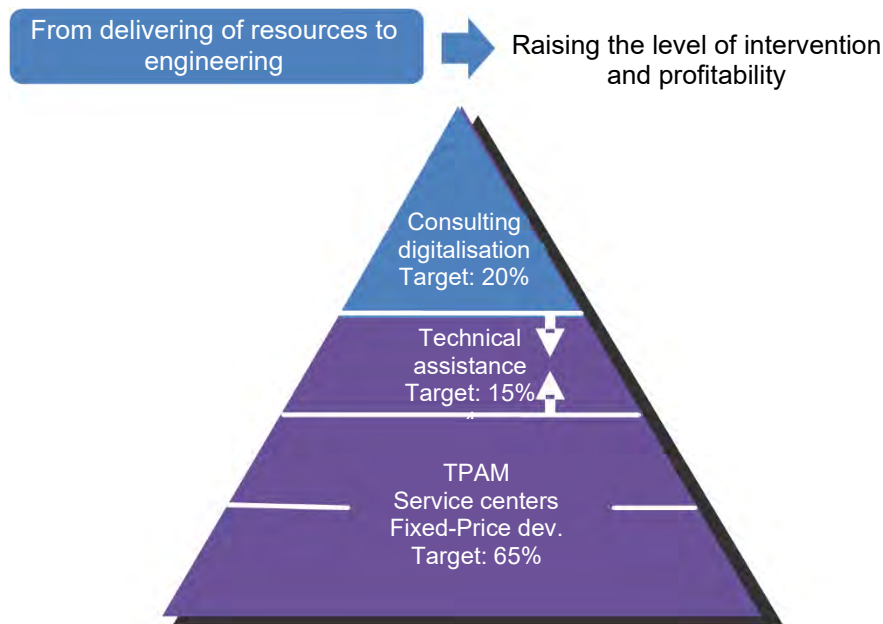 From delivering of resources to
engineering
Raising the level of intervention
and profitability
Consulting
digitalisation
Target: 20%
Technical
assistance
Target: 15%
TPAM
Service centers
Fixed-Price dev.
Target: 65%